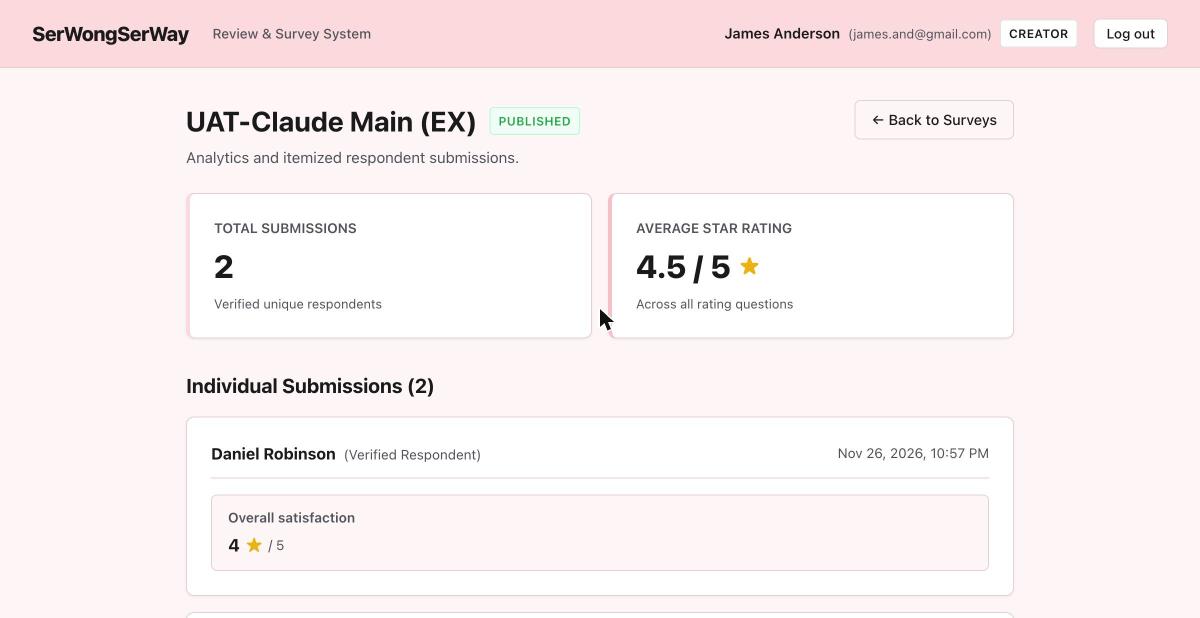 SerWongSerWay Review & Survey System James Anderson (james.and@gmail.com) CREATOR Log out
UAT-Claude Main (EX) PUBLISHED ← Back to Surveys
Analytics and itemized respondent submissions.
TOTAL SUBMISSIONS
2
Verified unique respondents
AVERAGE STAR RATING
4.5 / 5 ★
Across all rating questions
Individual Submissions (2)
Daniel Robinson (Verified Respondent) Nov 26, 2026, 10:57 PM
Overall satisfaction
4 ★ / 5